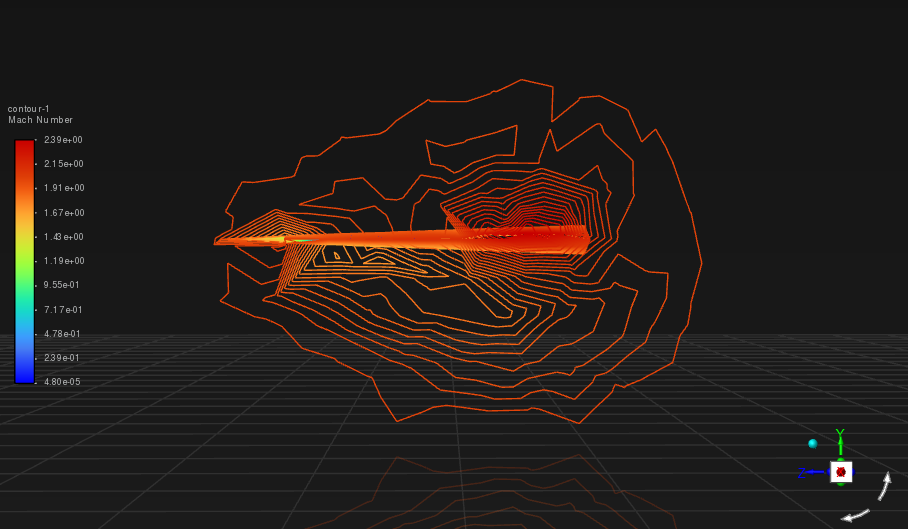 contour-1
Mach Number
2.39e+00
2.15e+00
1.91e+00
1.67e+00
1.43e+00
1.19e+00
9.55e-01
7.17e-01
4.78e-01
2.39e-01
4.80e-05
Y